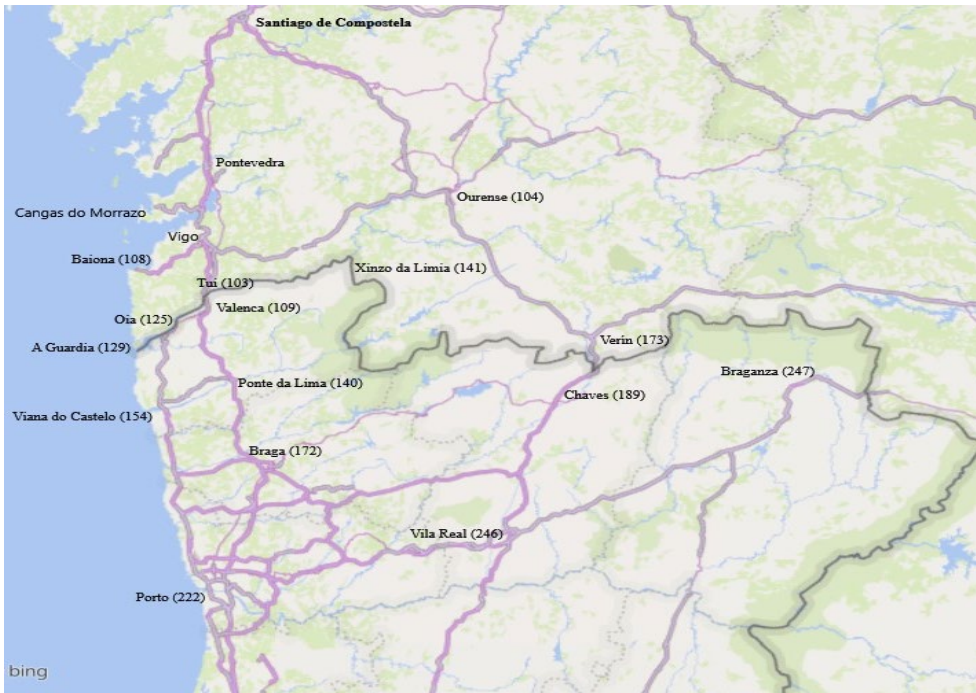 Santiago de Compostela
Pontevedra
Ourense (104)
Cangas do Morrazo
Vigo
Baiona (108)
Xinzo da Limia (141)
Tui (103)
Valenca (109)
Oia (125)
A Guardia (129)
Verin (173)
Braganza (247)
Ponte da Lima (140)
Chaves (189)
Viana do Castelo (154)
Braga (172)
Vila Real (246)
Porto (222)
bing